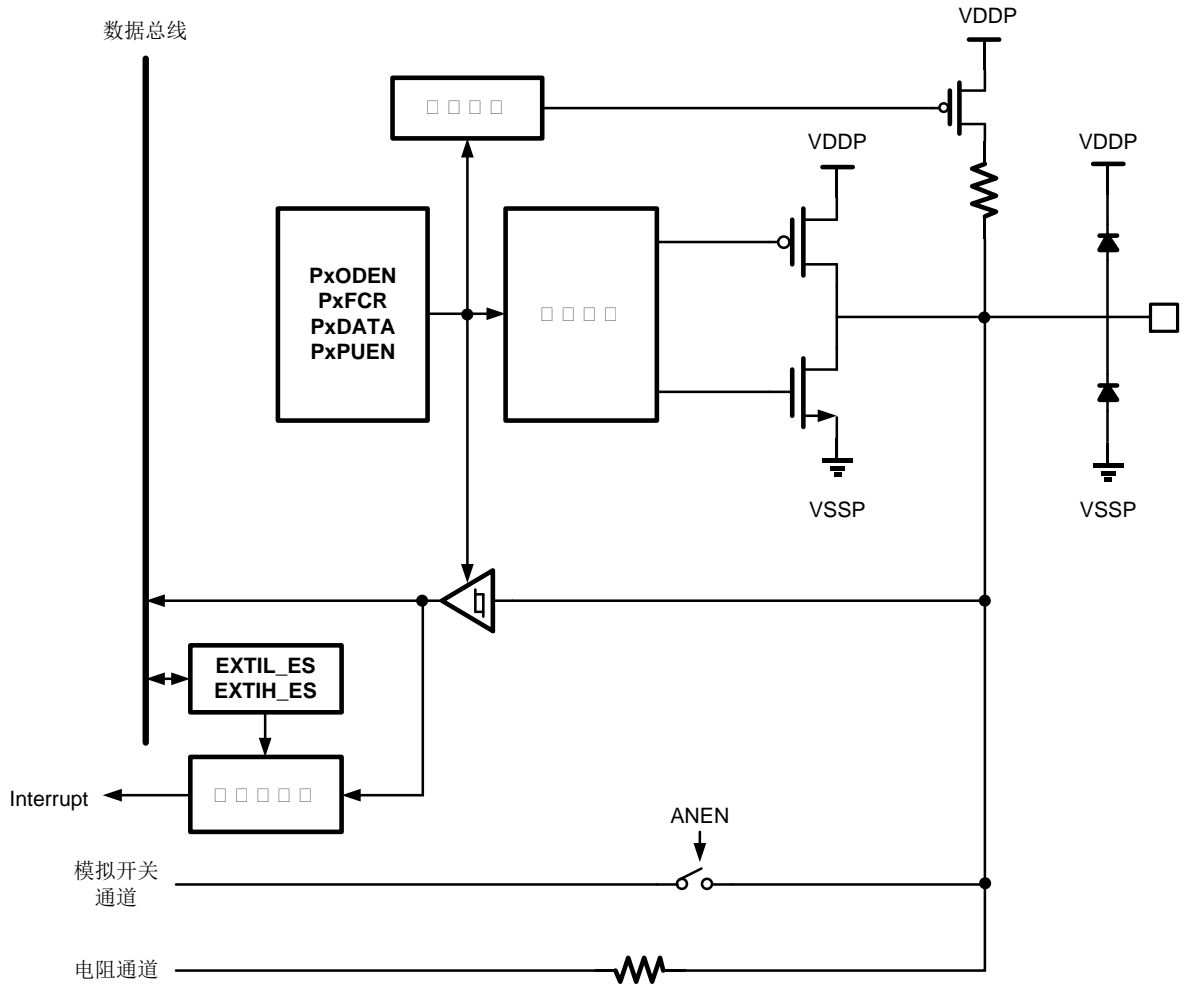 数据总线
VDDP
VDDP
VDDP
PxODEN
PxFCR
PxDATA
PxPUEN
VSSP
VSSP
EXTIL_ES
EXTIH_ES
Interrupt
ANEN
模拟开关
通道
电阻通道